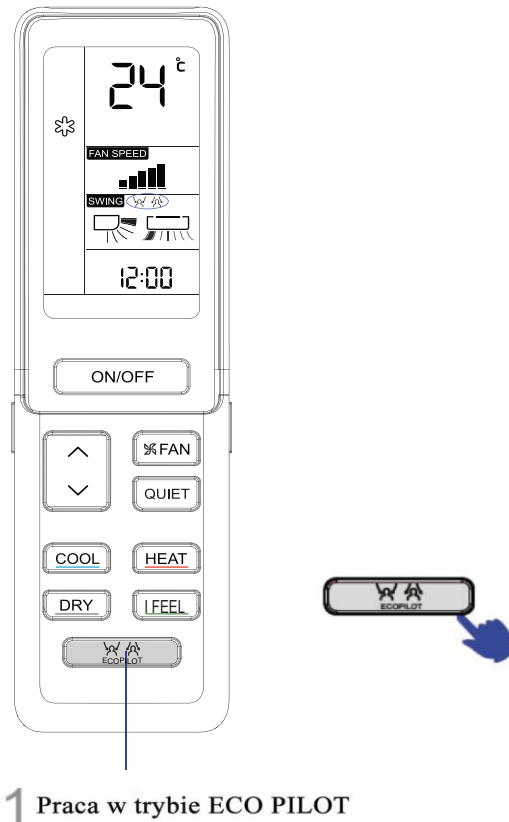 24 °c
FAN SPEED
SWING
12:00
ON/OFF
FAN
QUIET
COOL
HEAT
DRY
I FEEL
ECOPILOT
ECOPILOT
1 Praca w trybie ECO PILOT